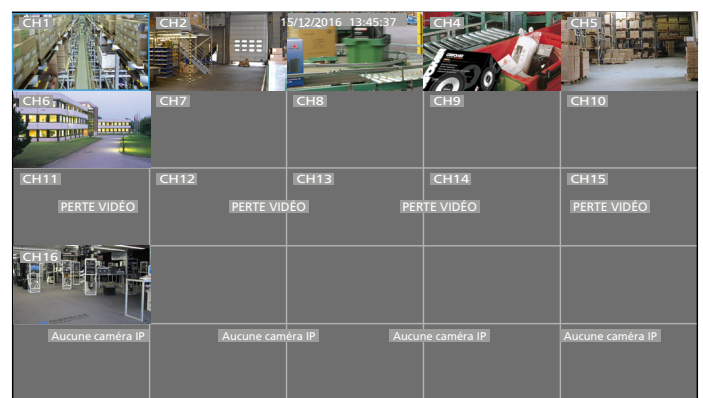 CH1 CH2 15/12/2016 13:45:37 CH4 CH5
CH6 CH7 CH8 CH9 CH10
CH11 CH12 CH13 CH14 CH15
PERTE VIDÉO PERTE VIDÉO PERTE VIDÉO PERTE VIDÉO
CH16
Aucune caméra IP Aucune caméra IP Aucune caméra IP Aucune caméra IP